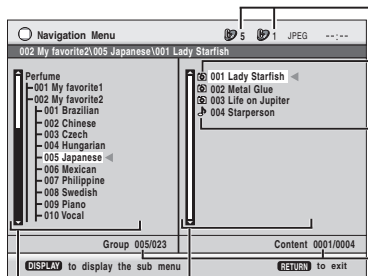 Navigation Menu 5 1 JPEG --:--
002 My favorite2\005 Japanese\001 Lady Starfish
Perfume
001 My favorite1
002 My favorite2
001 Brazilian
002 Chinese
003 Czech
004 Hungarian
005 Japanese
006 Mexican
007 Philippine
008 Swedish
009 Piano
010 Vocal
001 Lady Starfish
002 Metal Glue
003 Life on Jupiter
004 Starperson
Group 005/023
Content 0001/0004
DISPLAY to display the sub menu
RETURN to exit